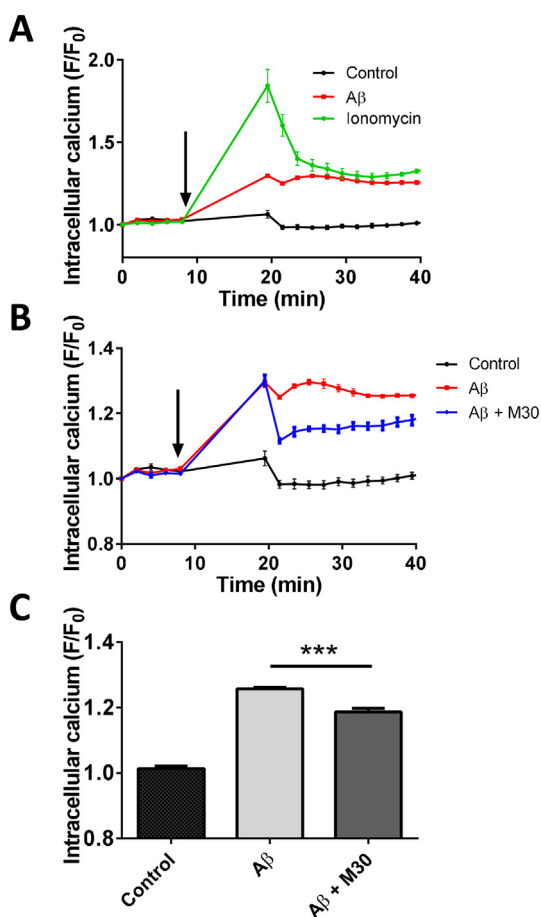 A
Intracellular calcium (F/F0)
2.0
1.5
1.0
Control
Aβ
Ionomycin
0
10
20
30
40
Time (min)
B
Intracellular calcium (F/F0)
1.4
1.2
1.0
0.8
Control
Aβ
Aβ + M30
0
10
20
30
40
Time (min)
C
Intracellular calcium (F/F0)
1.4
1.2
1.0
0.8
***
Control
Aβ
Aβ + M30